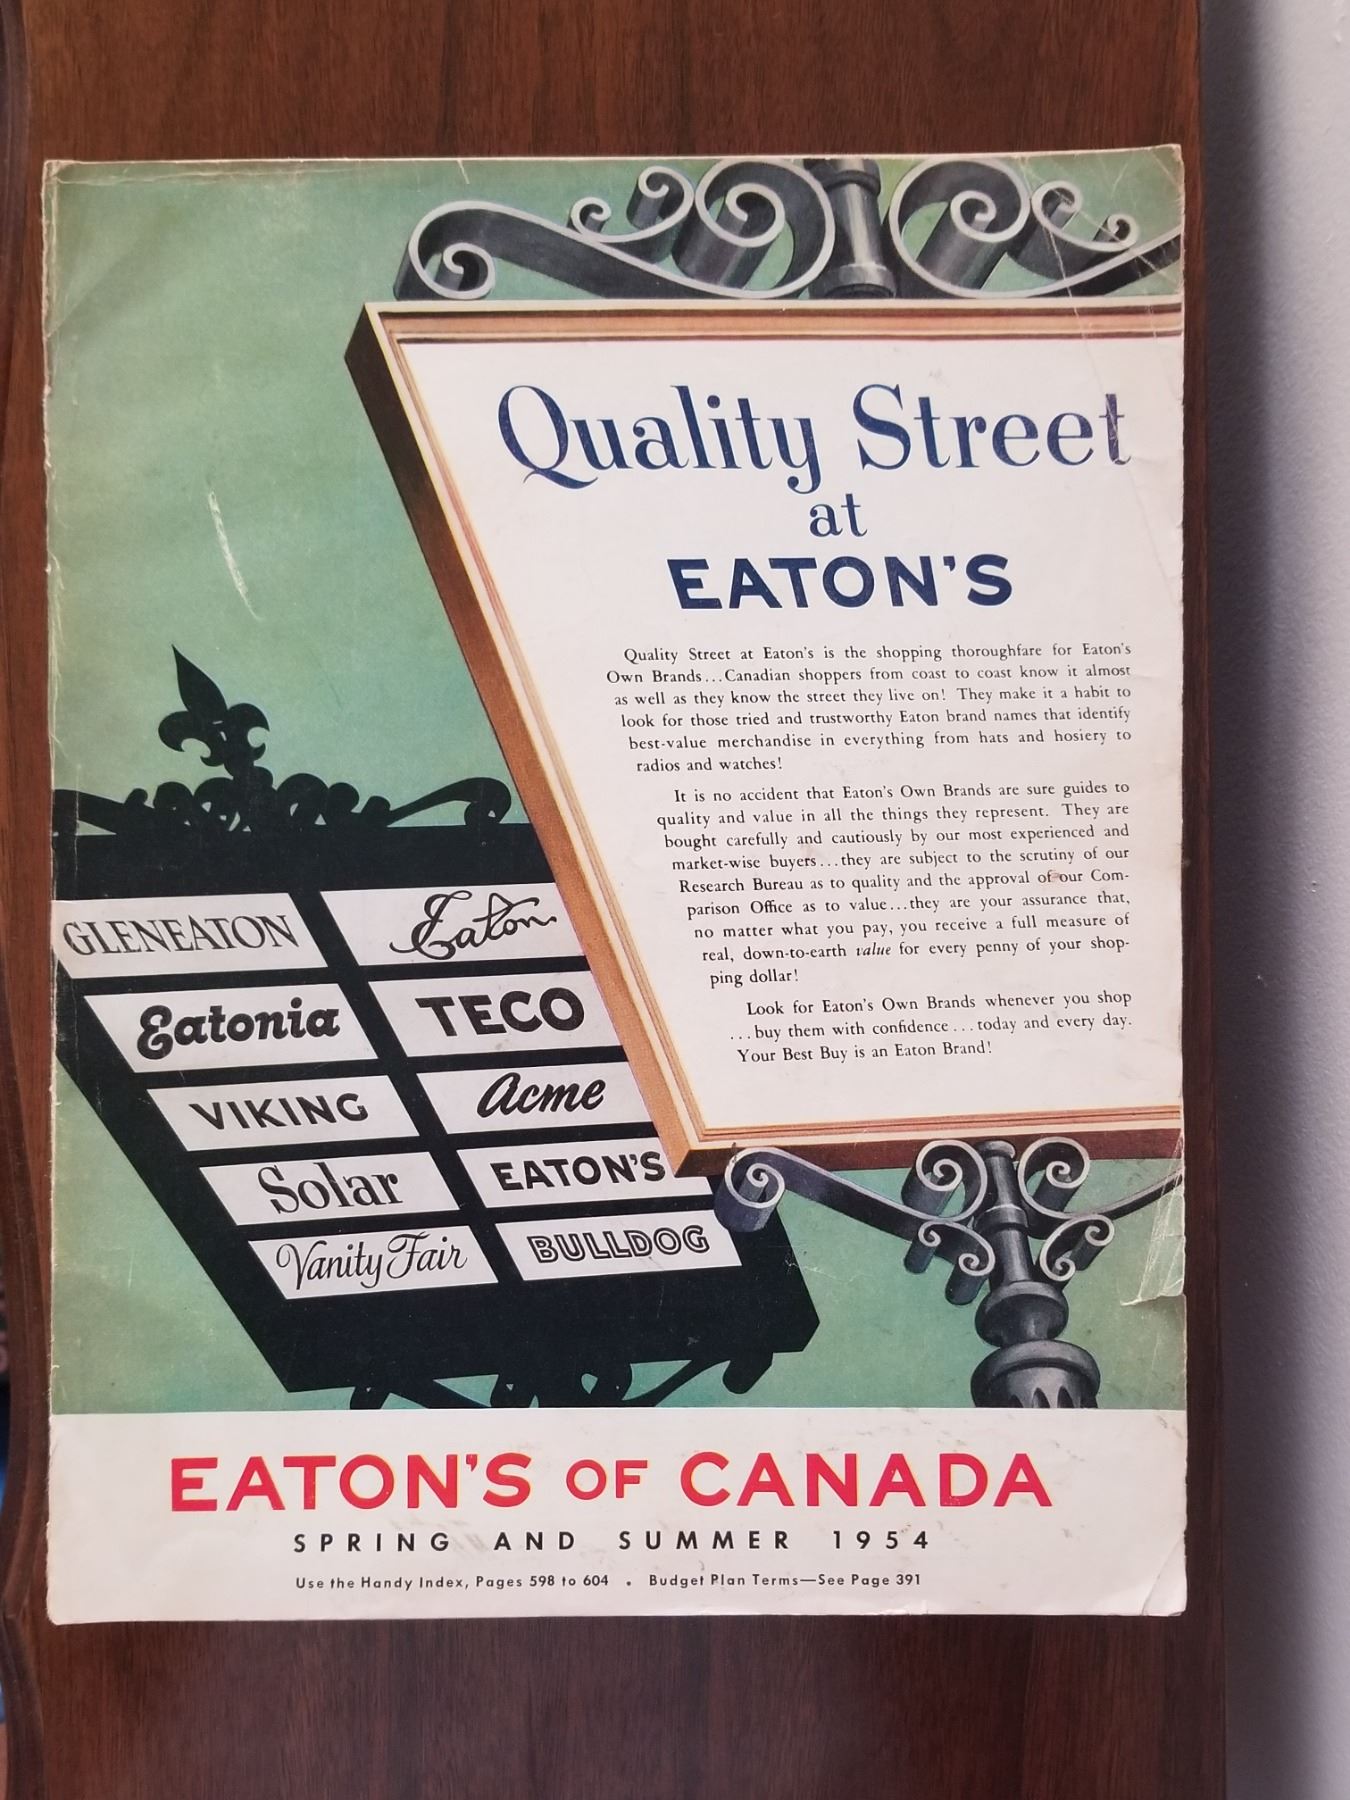 Quality Street
at
EATON'S
Quality Street at Eaton's is the shopping thoroughfare for Eaton's
Own Brands...Canadian shoppers from coast to coast know it almost
as well as they know the street they live on! They make it a habit to
look for those tried and trustworthy Eaton brand names that identify
best-value merchandise in everything from hats and hosiery to
radios and watches!
It is no accident that Eaton's Own Brands are sure guides to
quality and value in all the things they represent. They are
bought carefully and cautiously by our most experienced and
market-wise buyers...they are subject to the scrutiny of our
Research Bureau as to quality and the approval of our Com-
parison Office as to value...they are your assurance that,
no matter what you pay, you receive a full measure of
real, down-to-earth value for every penny of your shop-
ping dollar!
Look for Eaton's Own Brands whenever you shop
...buy them with confidence...today and every day.
Your Best Buy is an Eaton Brand!
GLENEATON
Eaton
Eatonia
TECO
VIKING
Acme
Solar
EATON'S
Vanity Fair
BULLDOG
EATON'S OF CANADA
SPRING AND SUMMER 1954
Use the Handy Index, Pages 598 to 604 . Budget Plan Terms—See Page 391